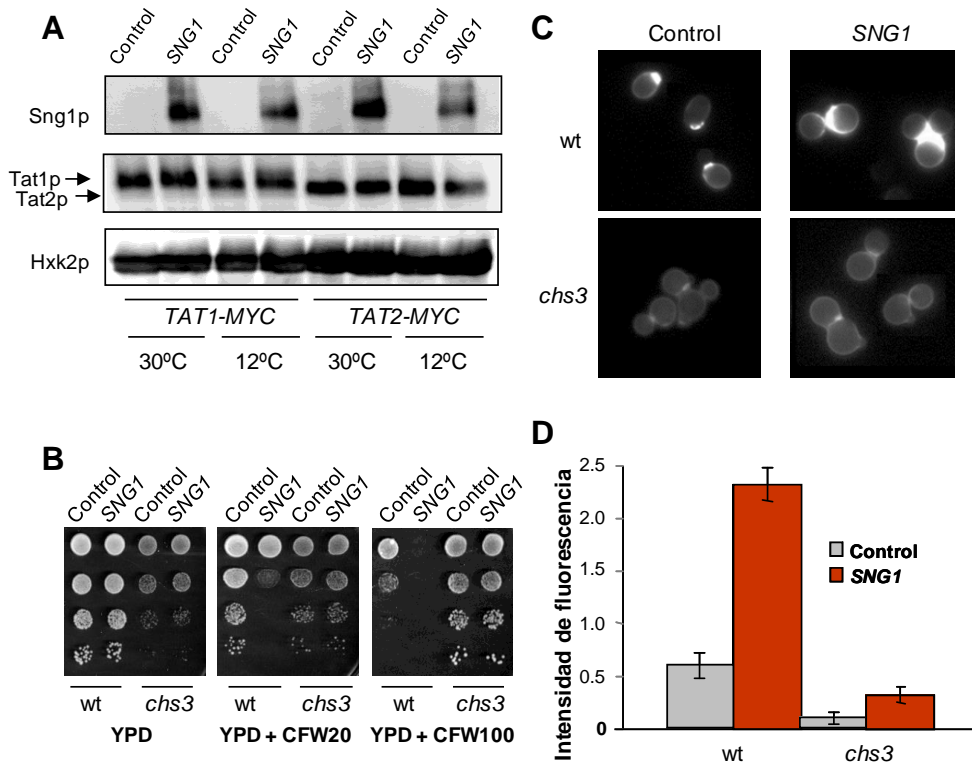 A
Control
SNG1
Control
SNG1
Control
SNG1
Control
SNG1
Sng1p
Tat1p
Tat2p
Hxk2p
TAT1-MYC
TAT2-MYC
30ºC
12ºC
30ºC
12ºC
B
Control
SNG1
Control
SNG1
Control
SNG1
Control
SNG1
Control
SNG1
Control
SNG1
wt
chs3
wt
chs3
wt
chs3
YPD
YPD + CFW20
YPD + CFW100
C
Control
SNG1
wt
chs3
D
Intensidad de fluorescencia
2.5
2.0
1.5
1.0
0.5
0
Control
SNG1
wt
chs3